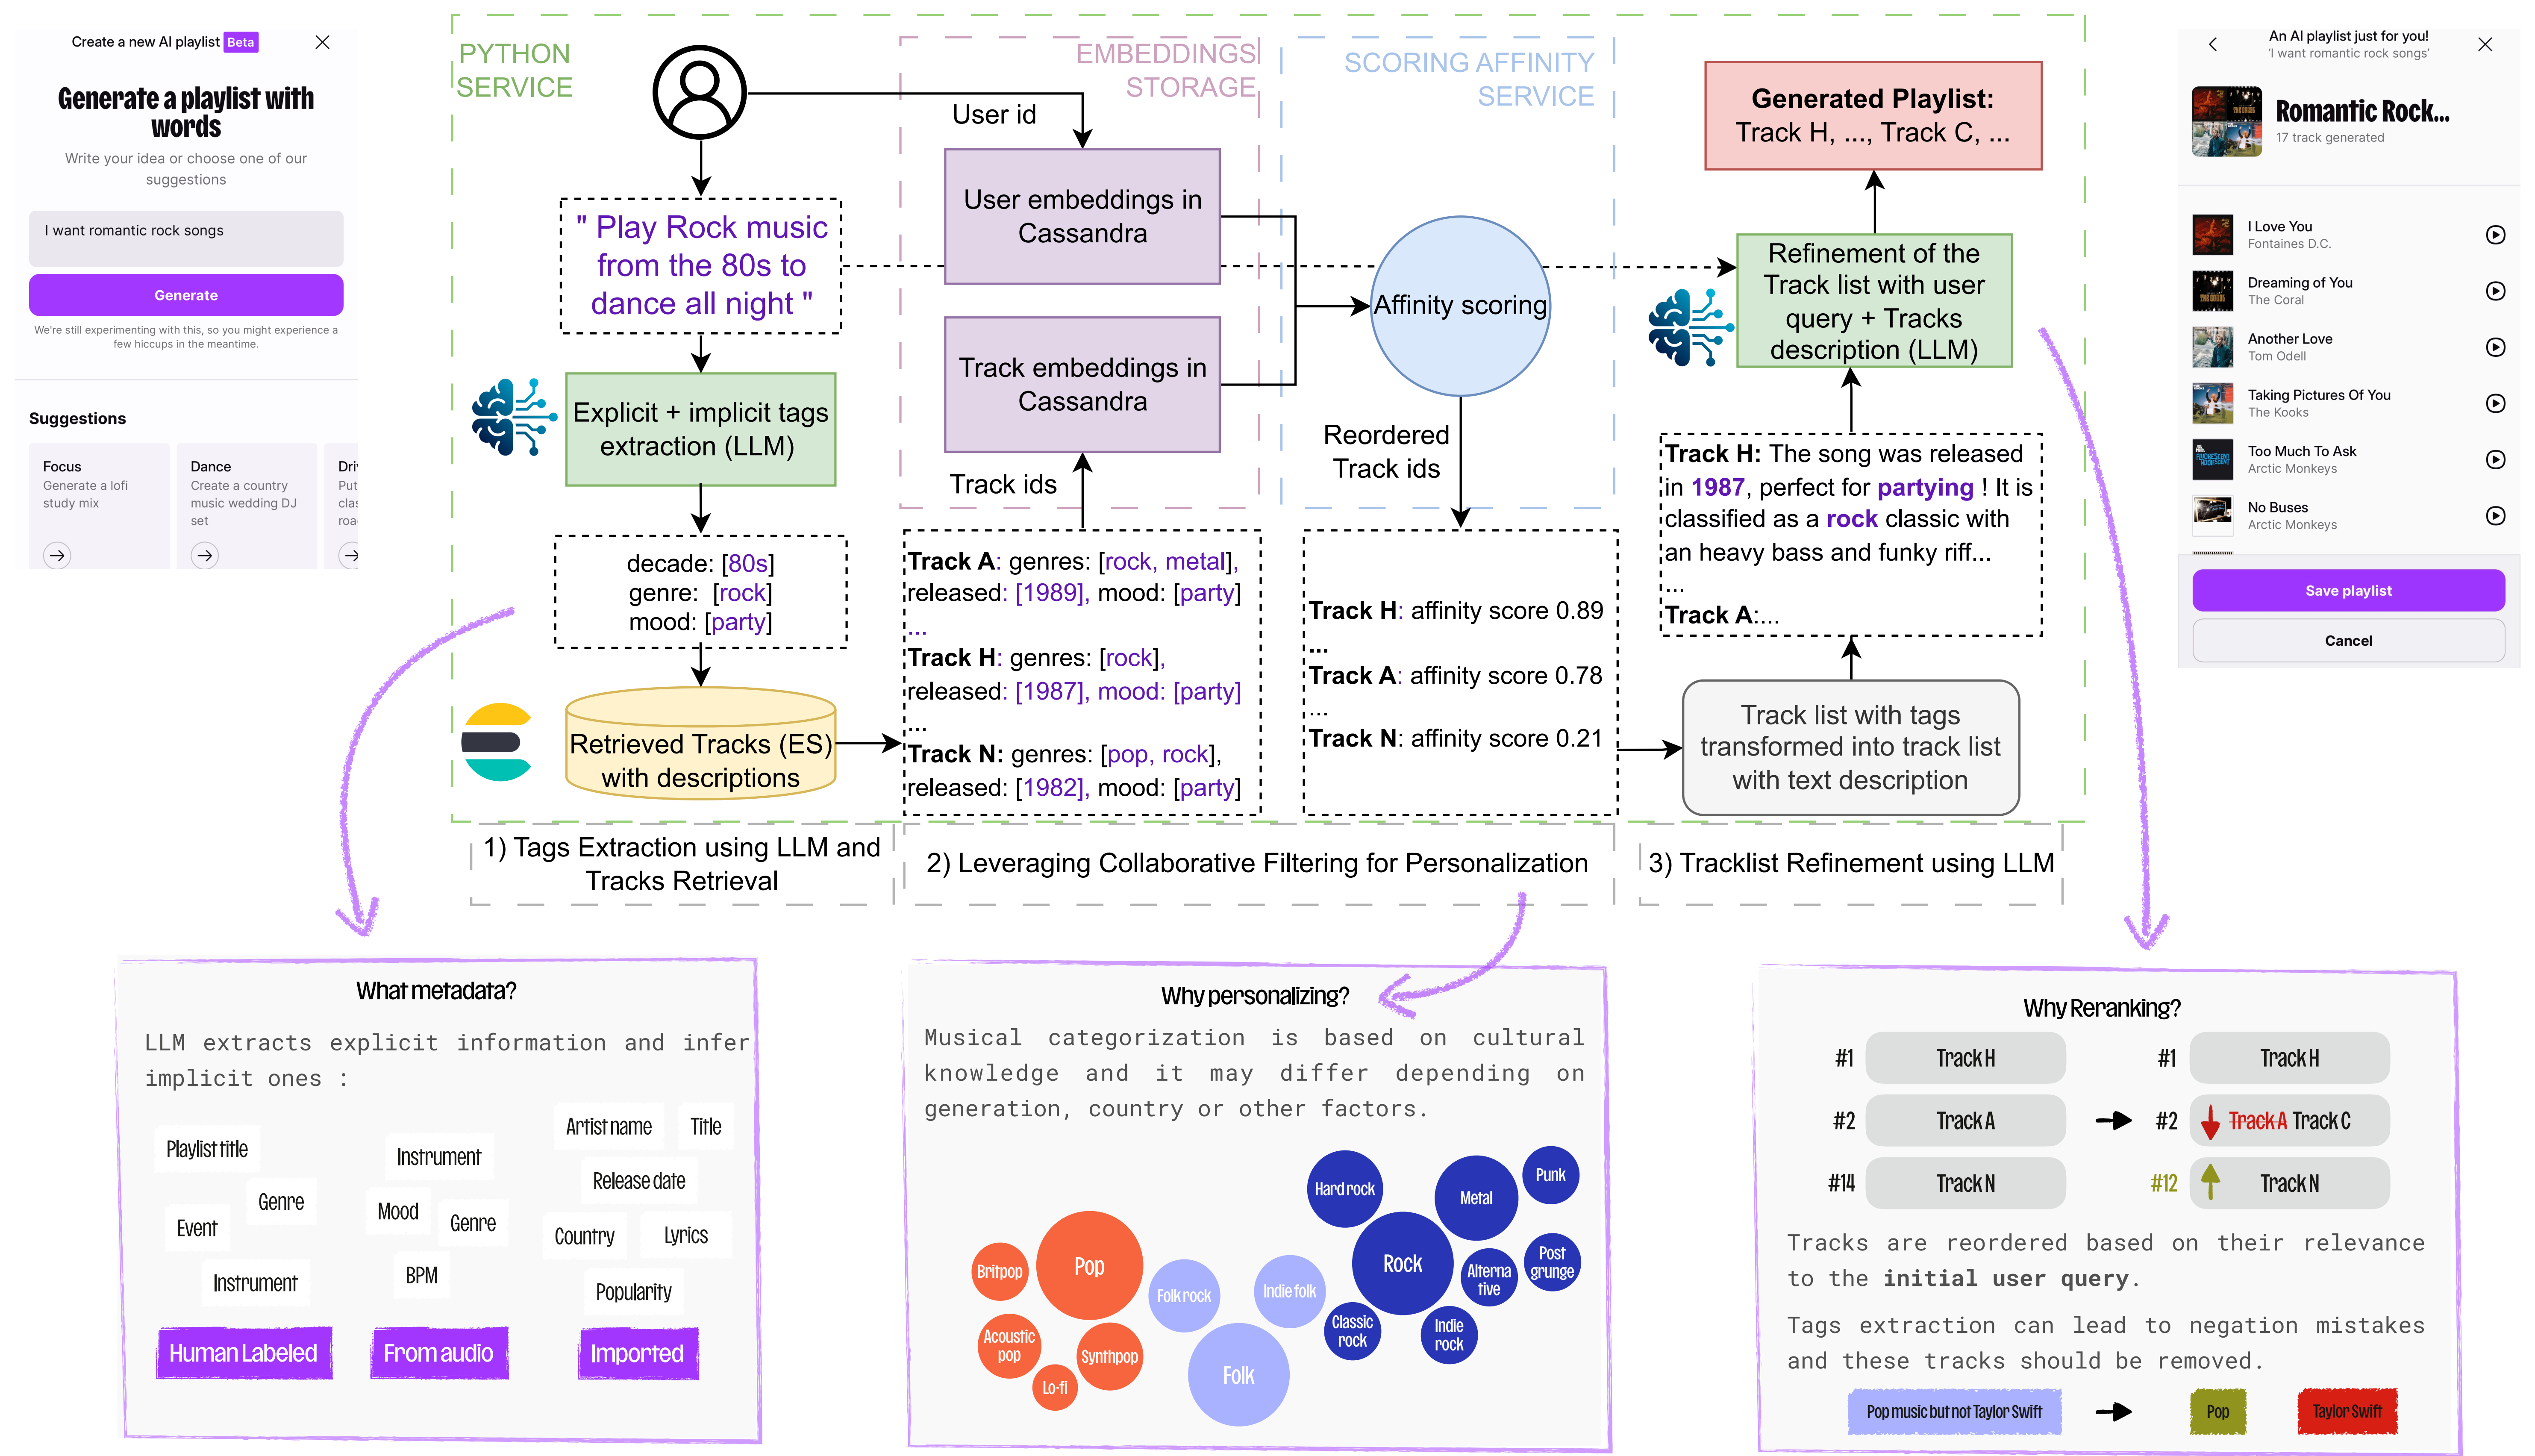 Create a new AI playlist Beta
Generate a playlist with
words
Write your idea or choose one of our
suggestions
I want romantic rock songs
Generate
We're still experimenting with this, so you might experience a
few hiccups in the meantime.
Suggestions
Focus
Generate a lofi
study mix
Dance
Create a country
music wedding DJ
set
Dri
Put
clas
roa
PYTHON
SERVICE
" Play Rock music
from the 80s to
dance all night "
Explicit + implicit tags
extraction (LLM)
decade: [80s]
genre: [rock]
mood: [party]
Retrieved Tracks (ES)
with descriptions
EMBEDDINGS
STORAGE
User id
User embeddings in
Cassandra
Track embeddings in
Cassandra
Track ids
Track A: genres: [rock, metal],
released: [1989], mood: [party]
...
Track H: genres: [rock],
released: [1987], mood: [party]
...
Track N: genres: [pop, rock],
released: [1982], mood: [party]
SCORING AFFINITY
SERVICE
Affinity scoring
Reordered
Track ids
Track H: affinity score 0.89
...
Track A: affinity score 0.78
...
Track N: affinity score 0.21
Generated Playlist:
Track H, ..., Track C, ...
Refinement of the
Track list with user
query + Tracks
description (LLM)
Track H: The song was released
in 1987, perfect for partying ! It is
classified as a rock classic with
an heavy bass and funky riff...
...
Track A:...
Track list with tags
transformed into track list
with text description
An AI playlist just for you!
'I want romantic rock songs'
Romantic Rock...
17 track generated
I Love You
Fontaines D.C.
Dreaming of You
The Coral
Another Love
Tom Odell
Taking Pictures Of You
The Kooks
Too Much To Ask
Arctic Monkeys
No Buses
Arctic Monkeys
Save playlist
Cancel
1) Tags Extraction using LLM and
Tracks Retrieval
2) Leveraging Collaborative Filtering for Personalization
3) Tracklist Refinement using LLM
What metadata?
LLM extracts explicit information and infer
implicit ones :
Playlist title
Genre
Event
Instrument
Human Labeled
Instrument
Mood
Genre
BPM
From audio
Artist name
Title
Release date
Country
Lyrics
Popularity
Imported
Why personalizing?
Musical categorization is based on cultural
knowledge and it may differ depending on
generation, country or other factors.
Britpop
Pop
Acoustic
pop
Synthpop
Lo-fi
Folk rock
Indie folk
Folk
Hard rock
Metal
Punk
Rock
Alterna
tive
Post
grunge
Classic
rock
Indie
rock
Why Reranking?
#1 Track H #1 Track H
#2 Track A #2 Track A Track C
#14 Track N #12 Track N
Tracks are reordered based on their relevance
to the initial user query.
Tags extraction can lead to negation mistakes
and these tracks should be removed.
Pop music but not Taylor Swift Pop Taylor Swift